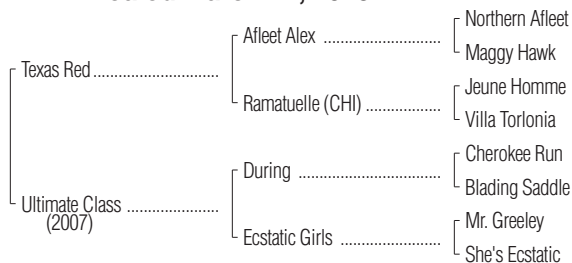 Northern Afleet
Afleet Alex ........................
Maggy Hawk
Texas Red..................................
Jeune Homme
Ramatuelle (CHI) ....................
Villa Torlonia
Cherokee Run
During ......................................
Blading Saddle
Ultimate Class .........................
(2007)
Mr. Greeley
Ecstatic Girls ...........................
She's Ecstatic